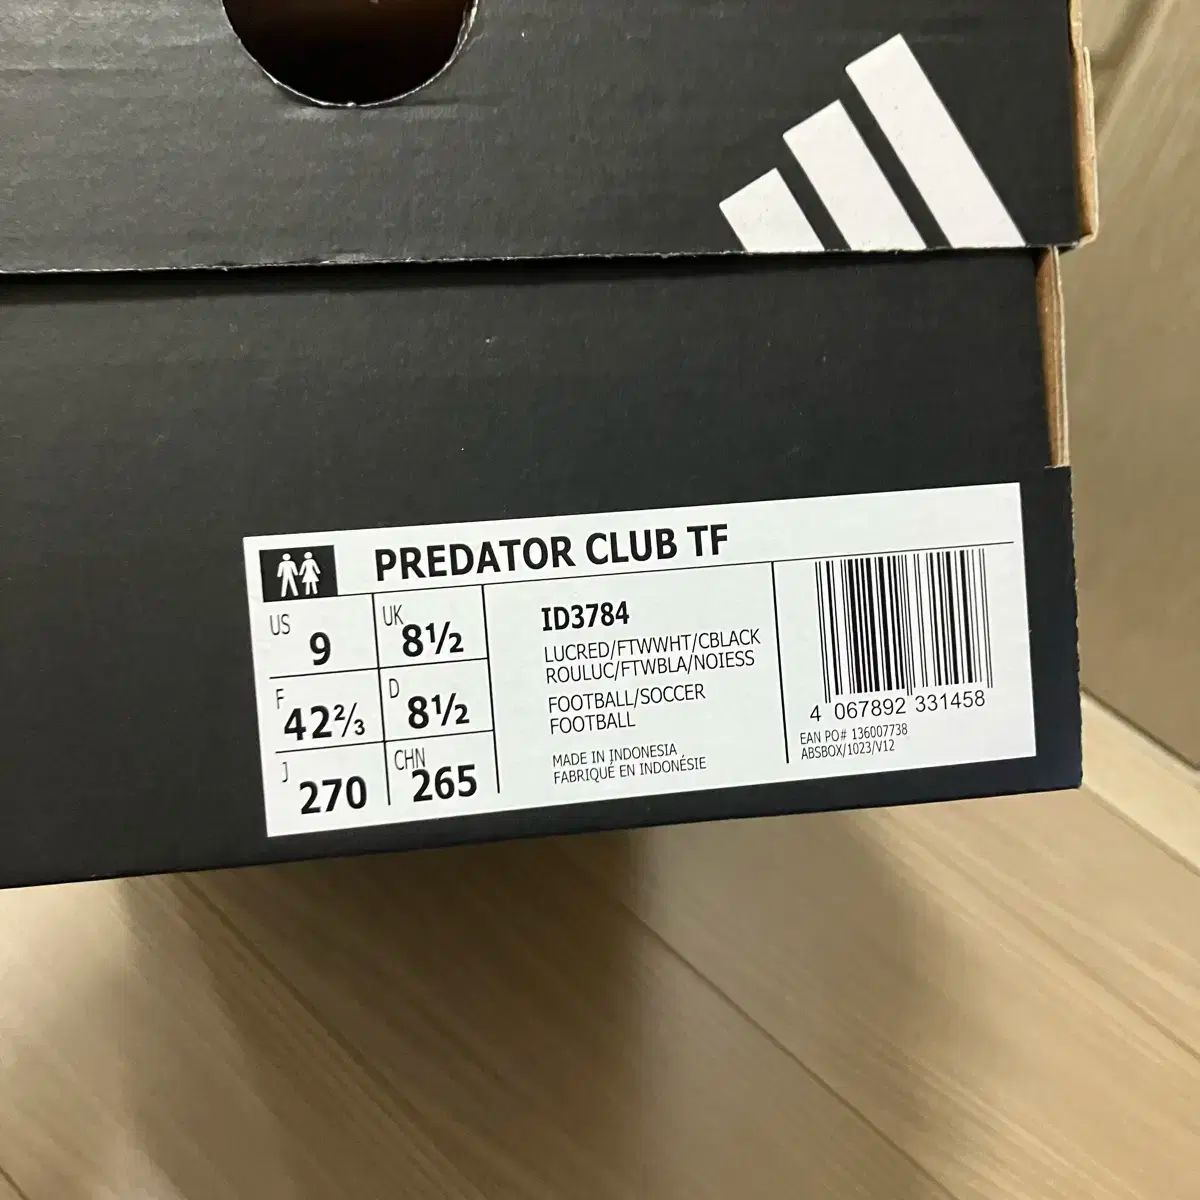 PREDATOR CLUB TF
US 9
UK 8½
F 42⅔
D 8½
J 270
CHN 265
ID3784
LUCRED/FTWWHT/CBLACK
ROULUC/FTWBLA/NOIESS
FOOTBALL/SOCCER
FOOTBALL
MADE IN INDONESIA
FABRIQUÉ EN INDONÉSIE
4 067892 331458
EAN PO# 136007738
ABSBOX/1023/V12